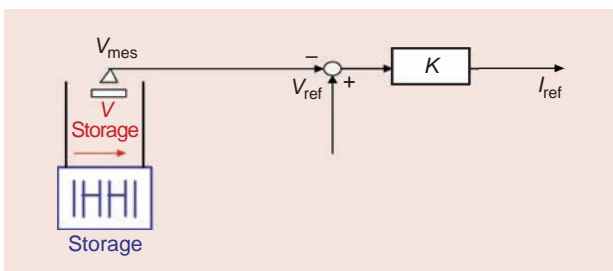 Vmes
−
Vref
+
K
Iref
V
Storage
Storage